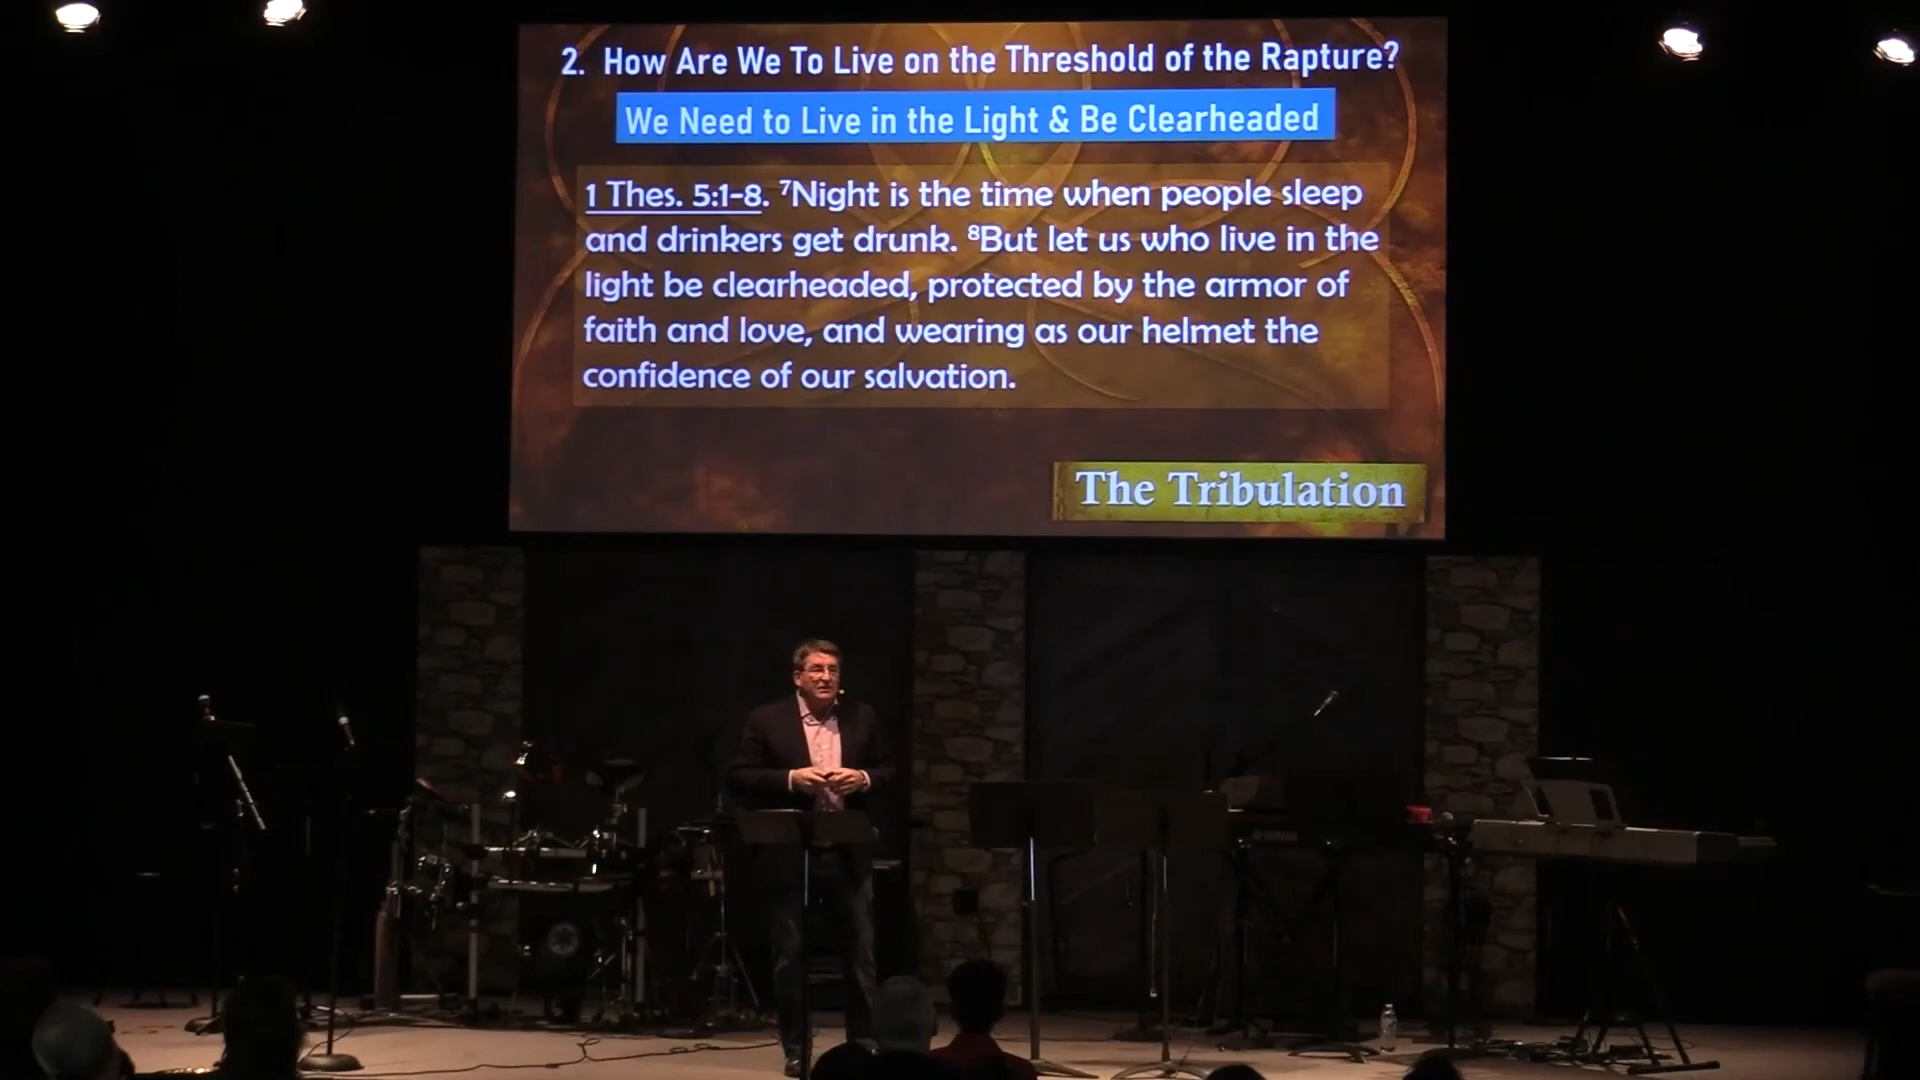 2. How Are We To Live on the Threshold of the Rapture?
We Need to Live in the Light & Be Clearheaded
1 Thes. 5:1-8. ⁷Night is the time when people sleep
and drinkers get drunk. ⁸But let us who live in the
light be clearheaded, protected by the armor of
faith and love, and wearing as our helmet the
confidence of our salvation.
The Tribulation